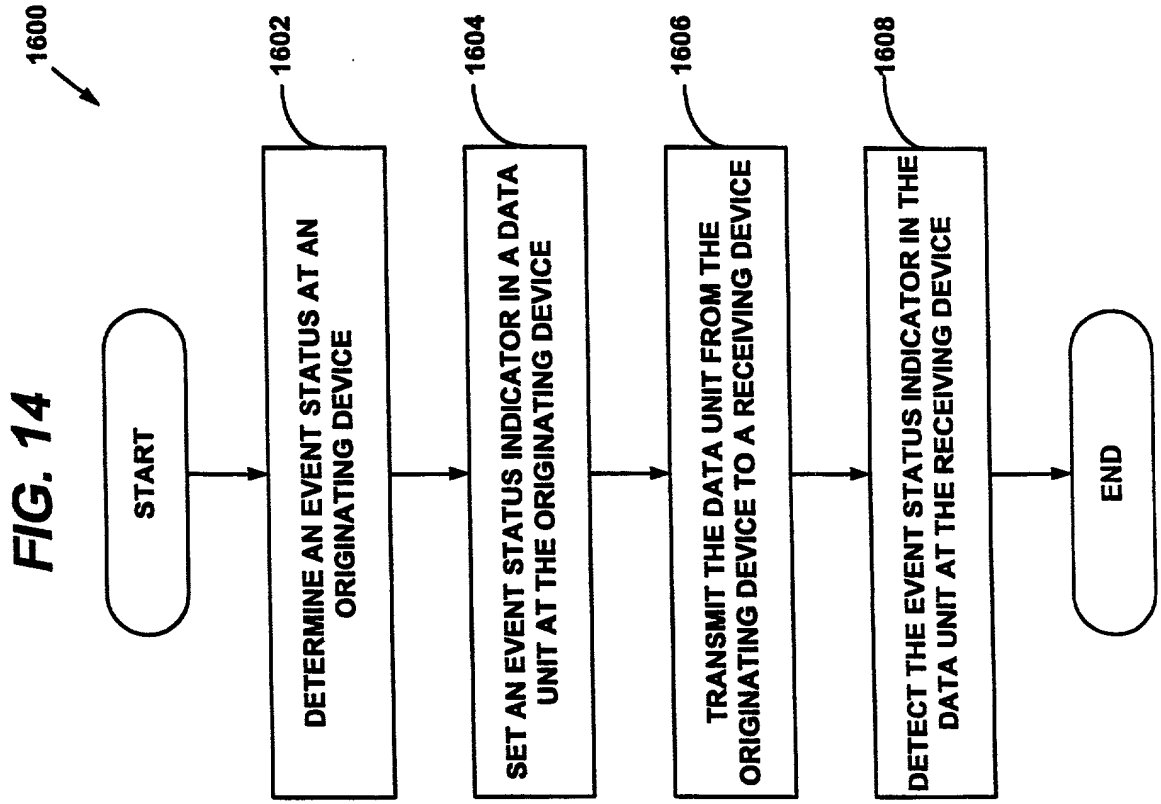 FIG. 14
1600
START
DETERMINE AN EVENT STATUS AT AN
ORIGINATING DEVICE
1602
SET AN EVENT STATUS INDICATOR IN A DATA
UNIT AT THE ORIGINATING DEVICE
1604
TRANSMIT THE DATA UNIT FROM THE
ORIGINATING DEVICE TO A RECEIVING DEVICE
1606
DETECT THE EVENT STATUS INDICATOR IN THE
DATA UNIT AT THE RECEIVING DEVICE
1608
END